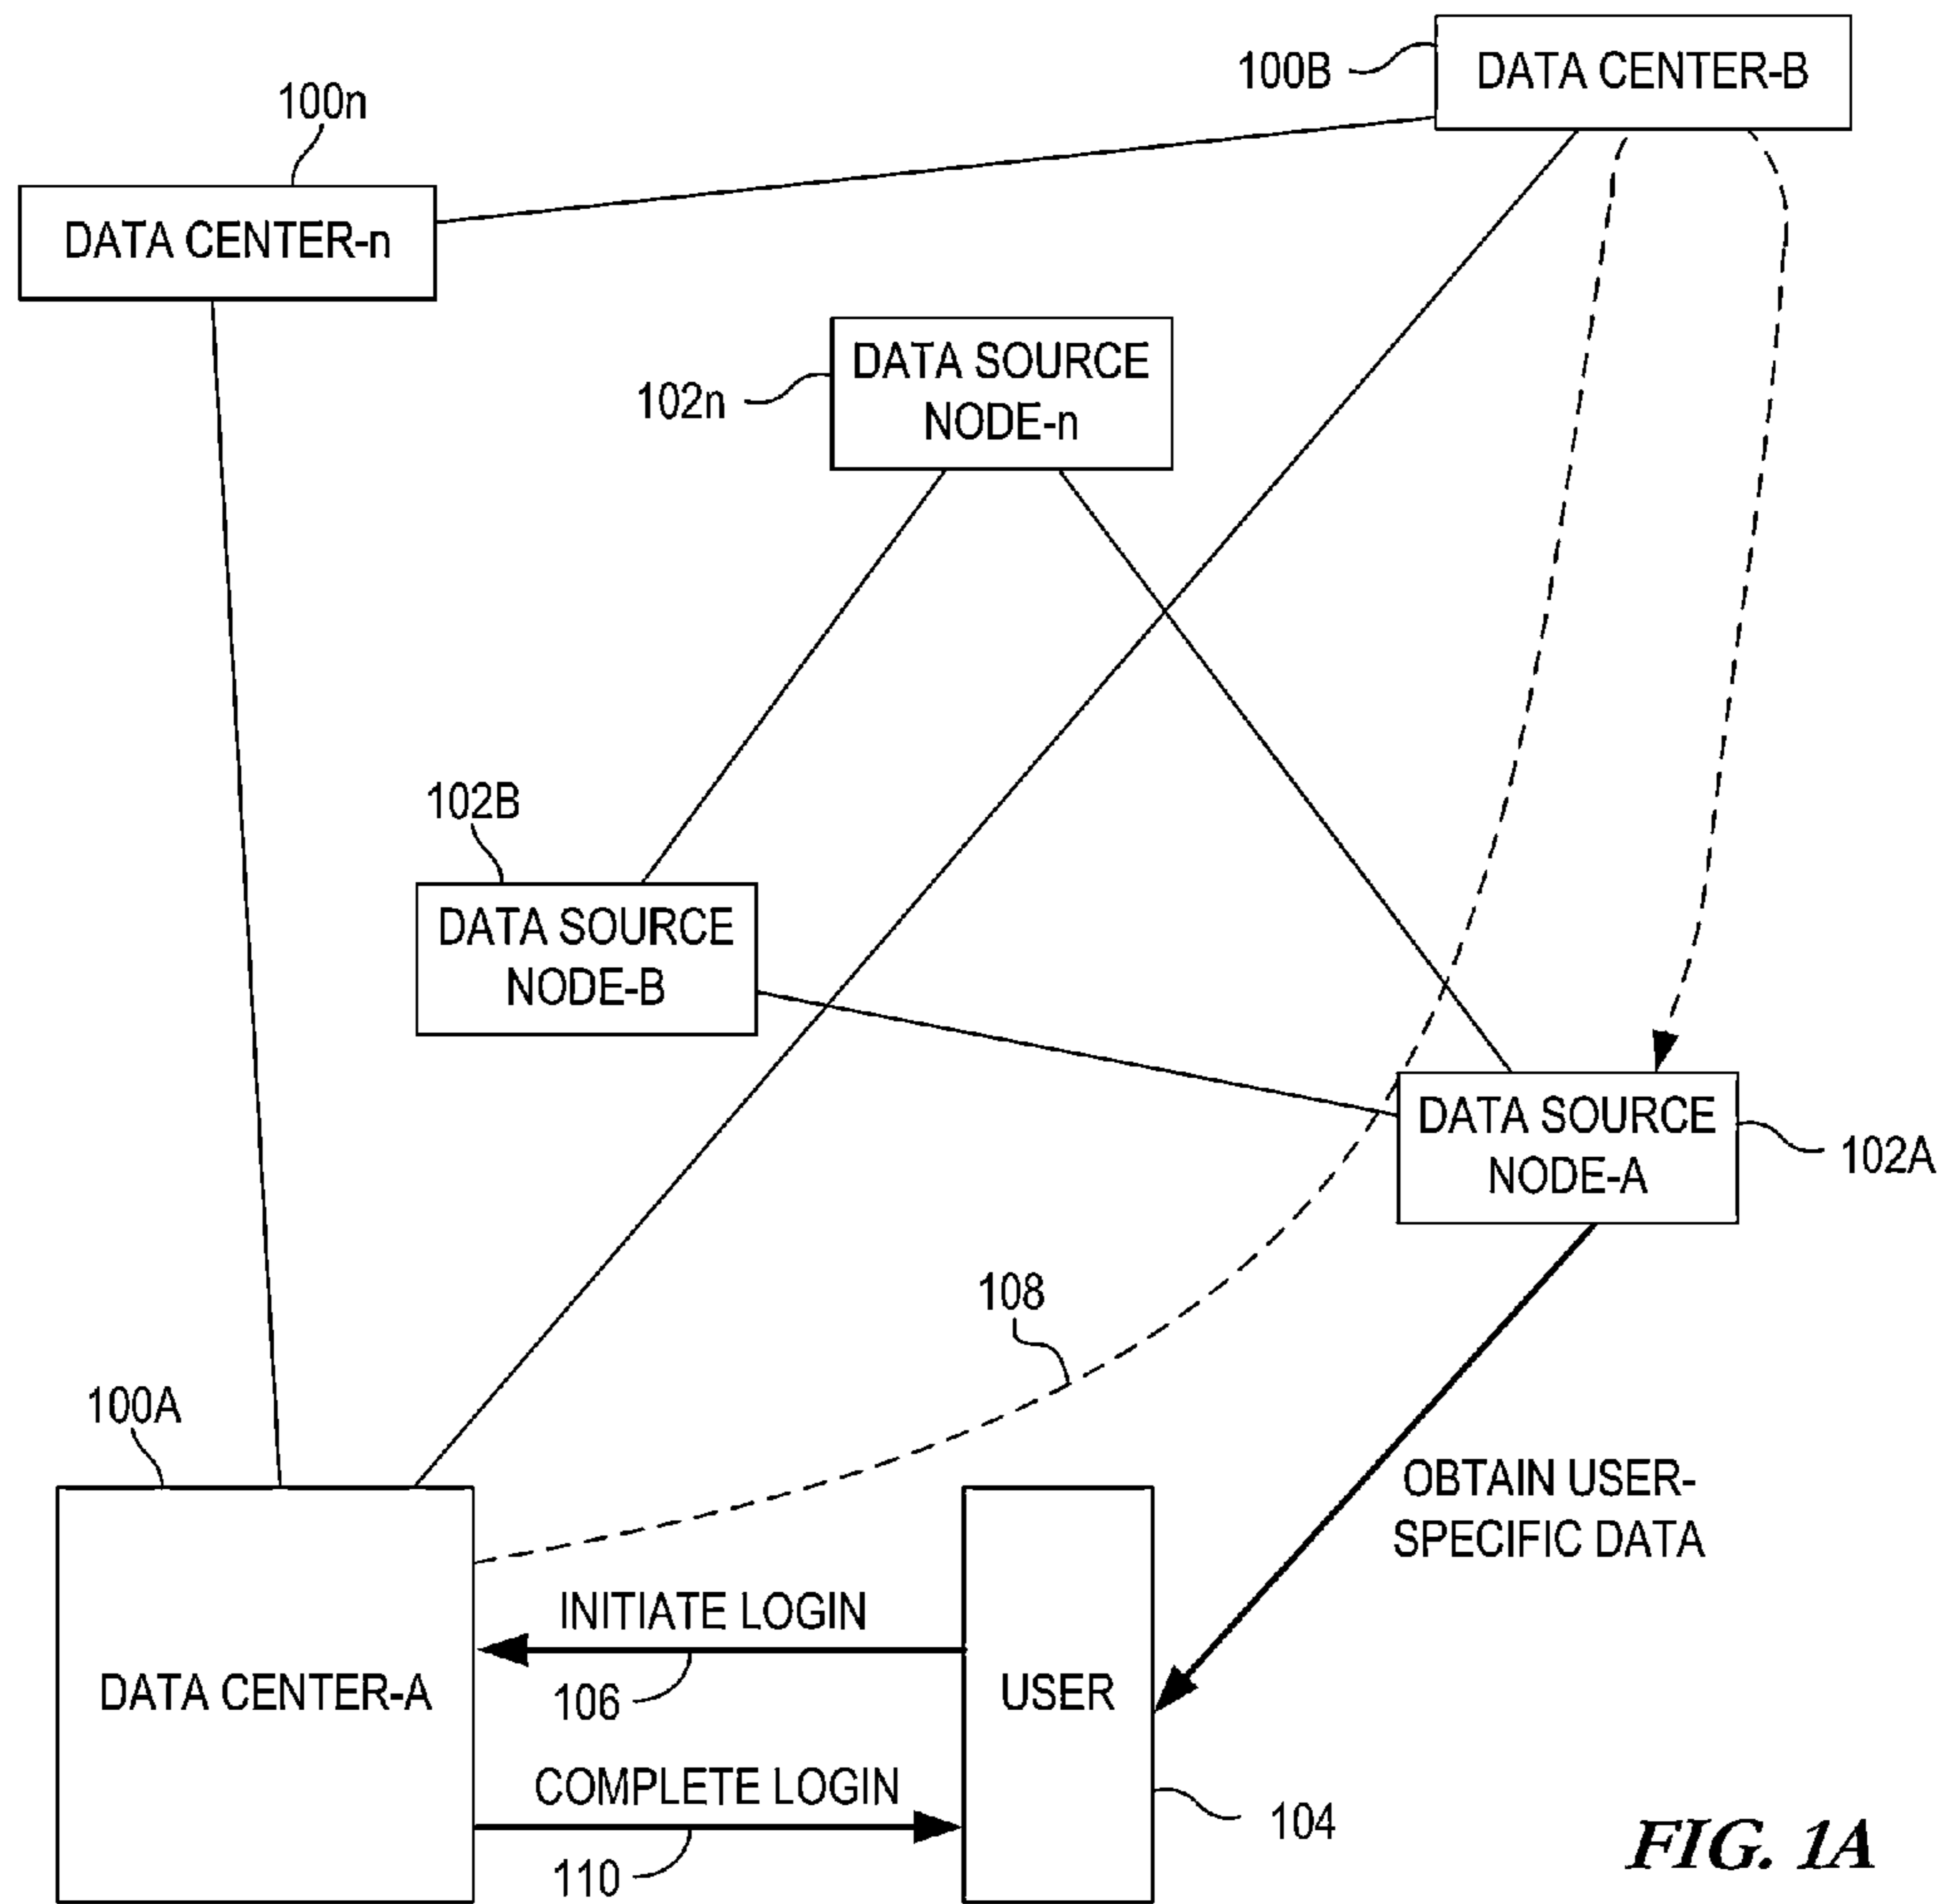 100B
DATA CENTER-B
100n
DATA CENTER-n
102n
DATA SOURCE
NODE-n
102B
DATA SOURCE
NODE-B
DATA SOURCE
NODE-A
102A
108
100A
OBTAIN USER-
SPECIFIC DATA
INITIATE LOGIN
DATA CENTER-A
106
USER
COMPLETE LOGIN
110
104
FIG. 1A